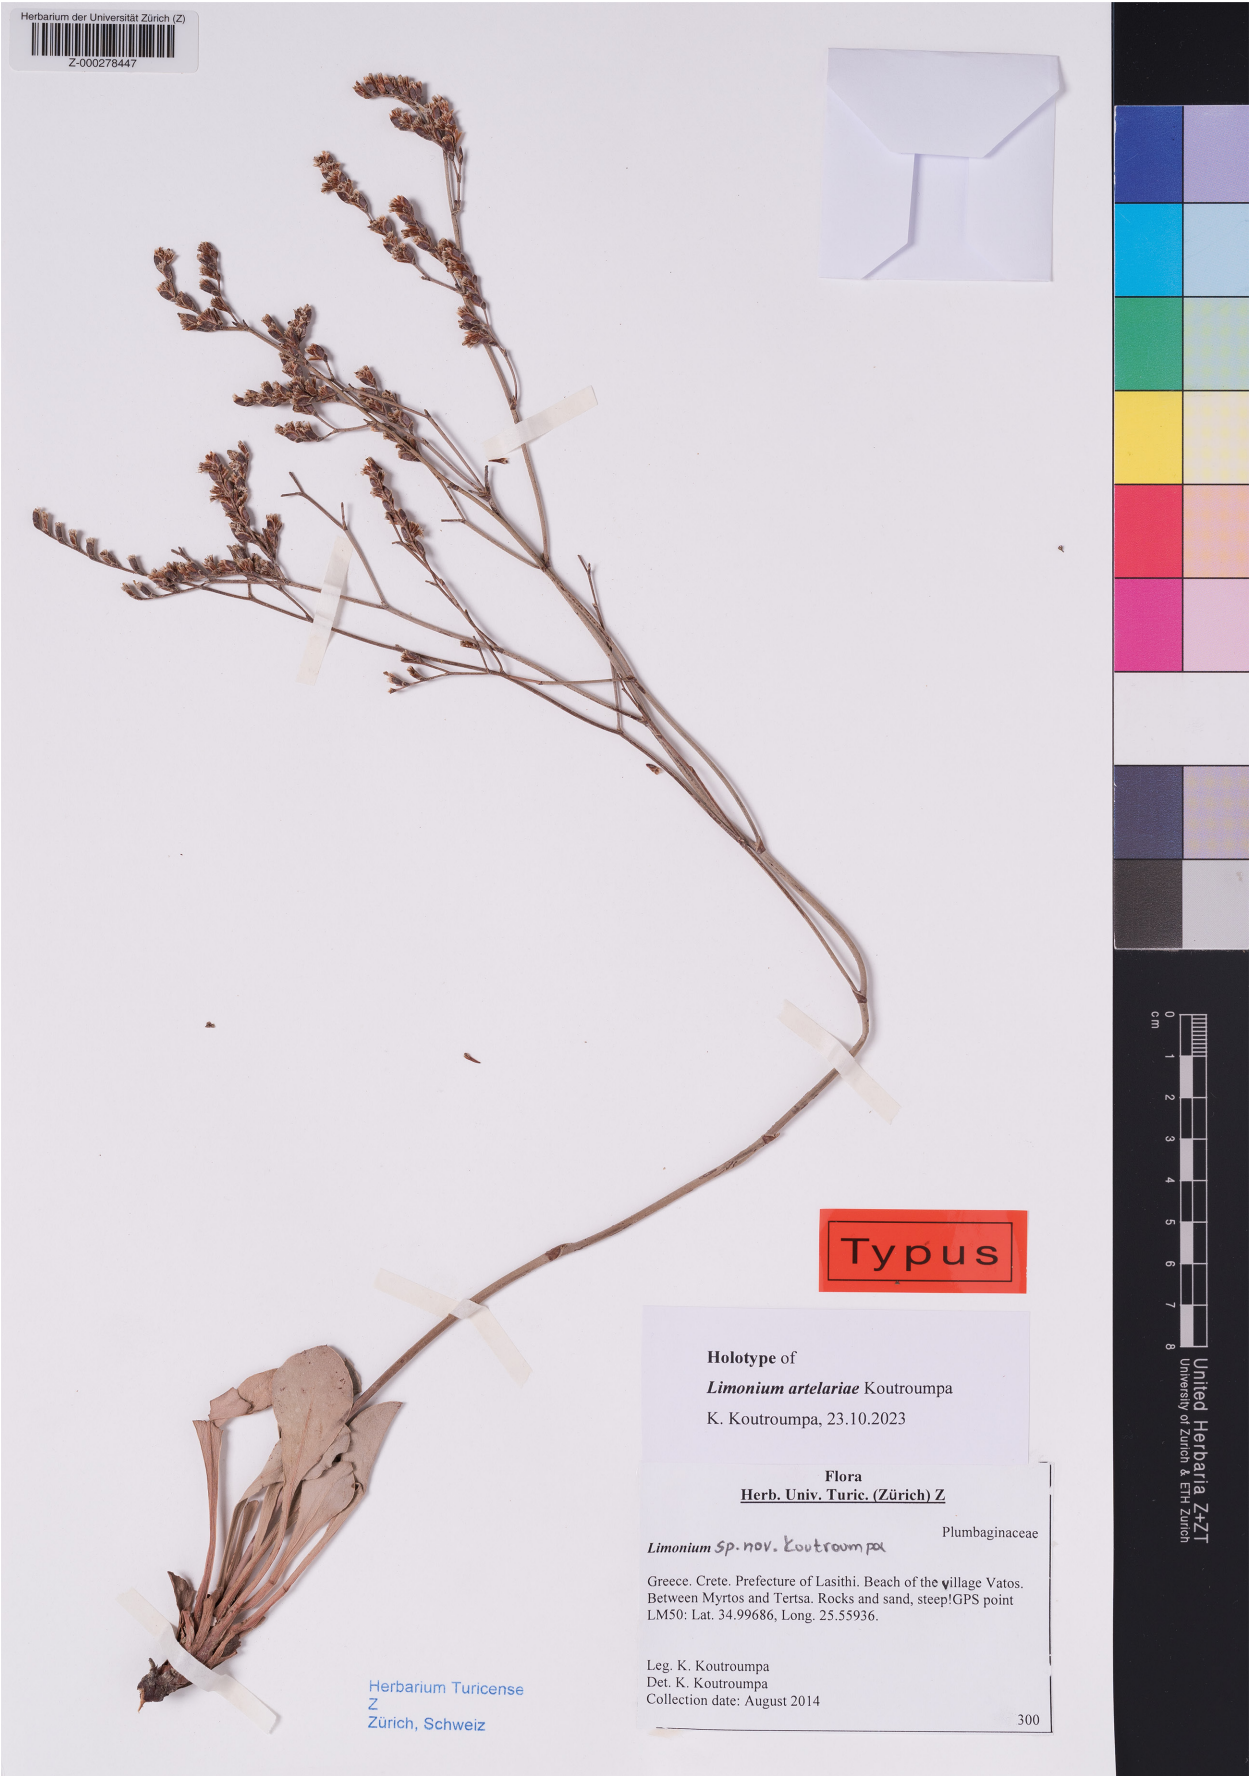 Herbarium der Universität Zürich (Z)
Z-000278447
Typus
Holotype of
Limonium artelariae Koutroumpa
K. Koutroumpa, 23.10.2023
Flora
Herb. Univ. Turic. (Zürich) Z
Plumbaginaceae
Limonium sp. nov. Koutroumpa
Greece. Crete. Prefecture of Lasithi. Beach of the village Vatos.
Between Myrtos and Tertsa. Rocks and sand, steep!GPS point
LM50: Lat. 34.99686, Long. 25.55936.
Leg. K. Koutroumpa
Det. K. Koutroumpa
Collection date: August 2014
300
Herbarium Turicense
Z
Zürich, Schweiz
0 1 2 3 4 5 6 7 8
cm
United Herbaria Z+ZT
University of Zurich & ETH Zurich